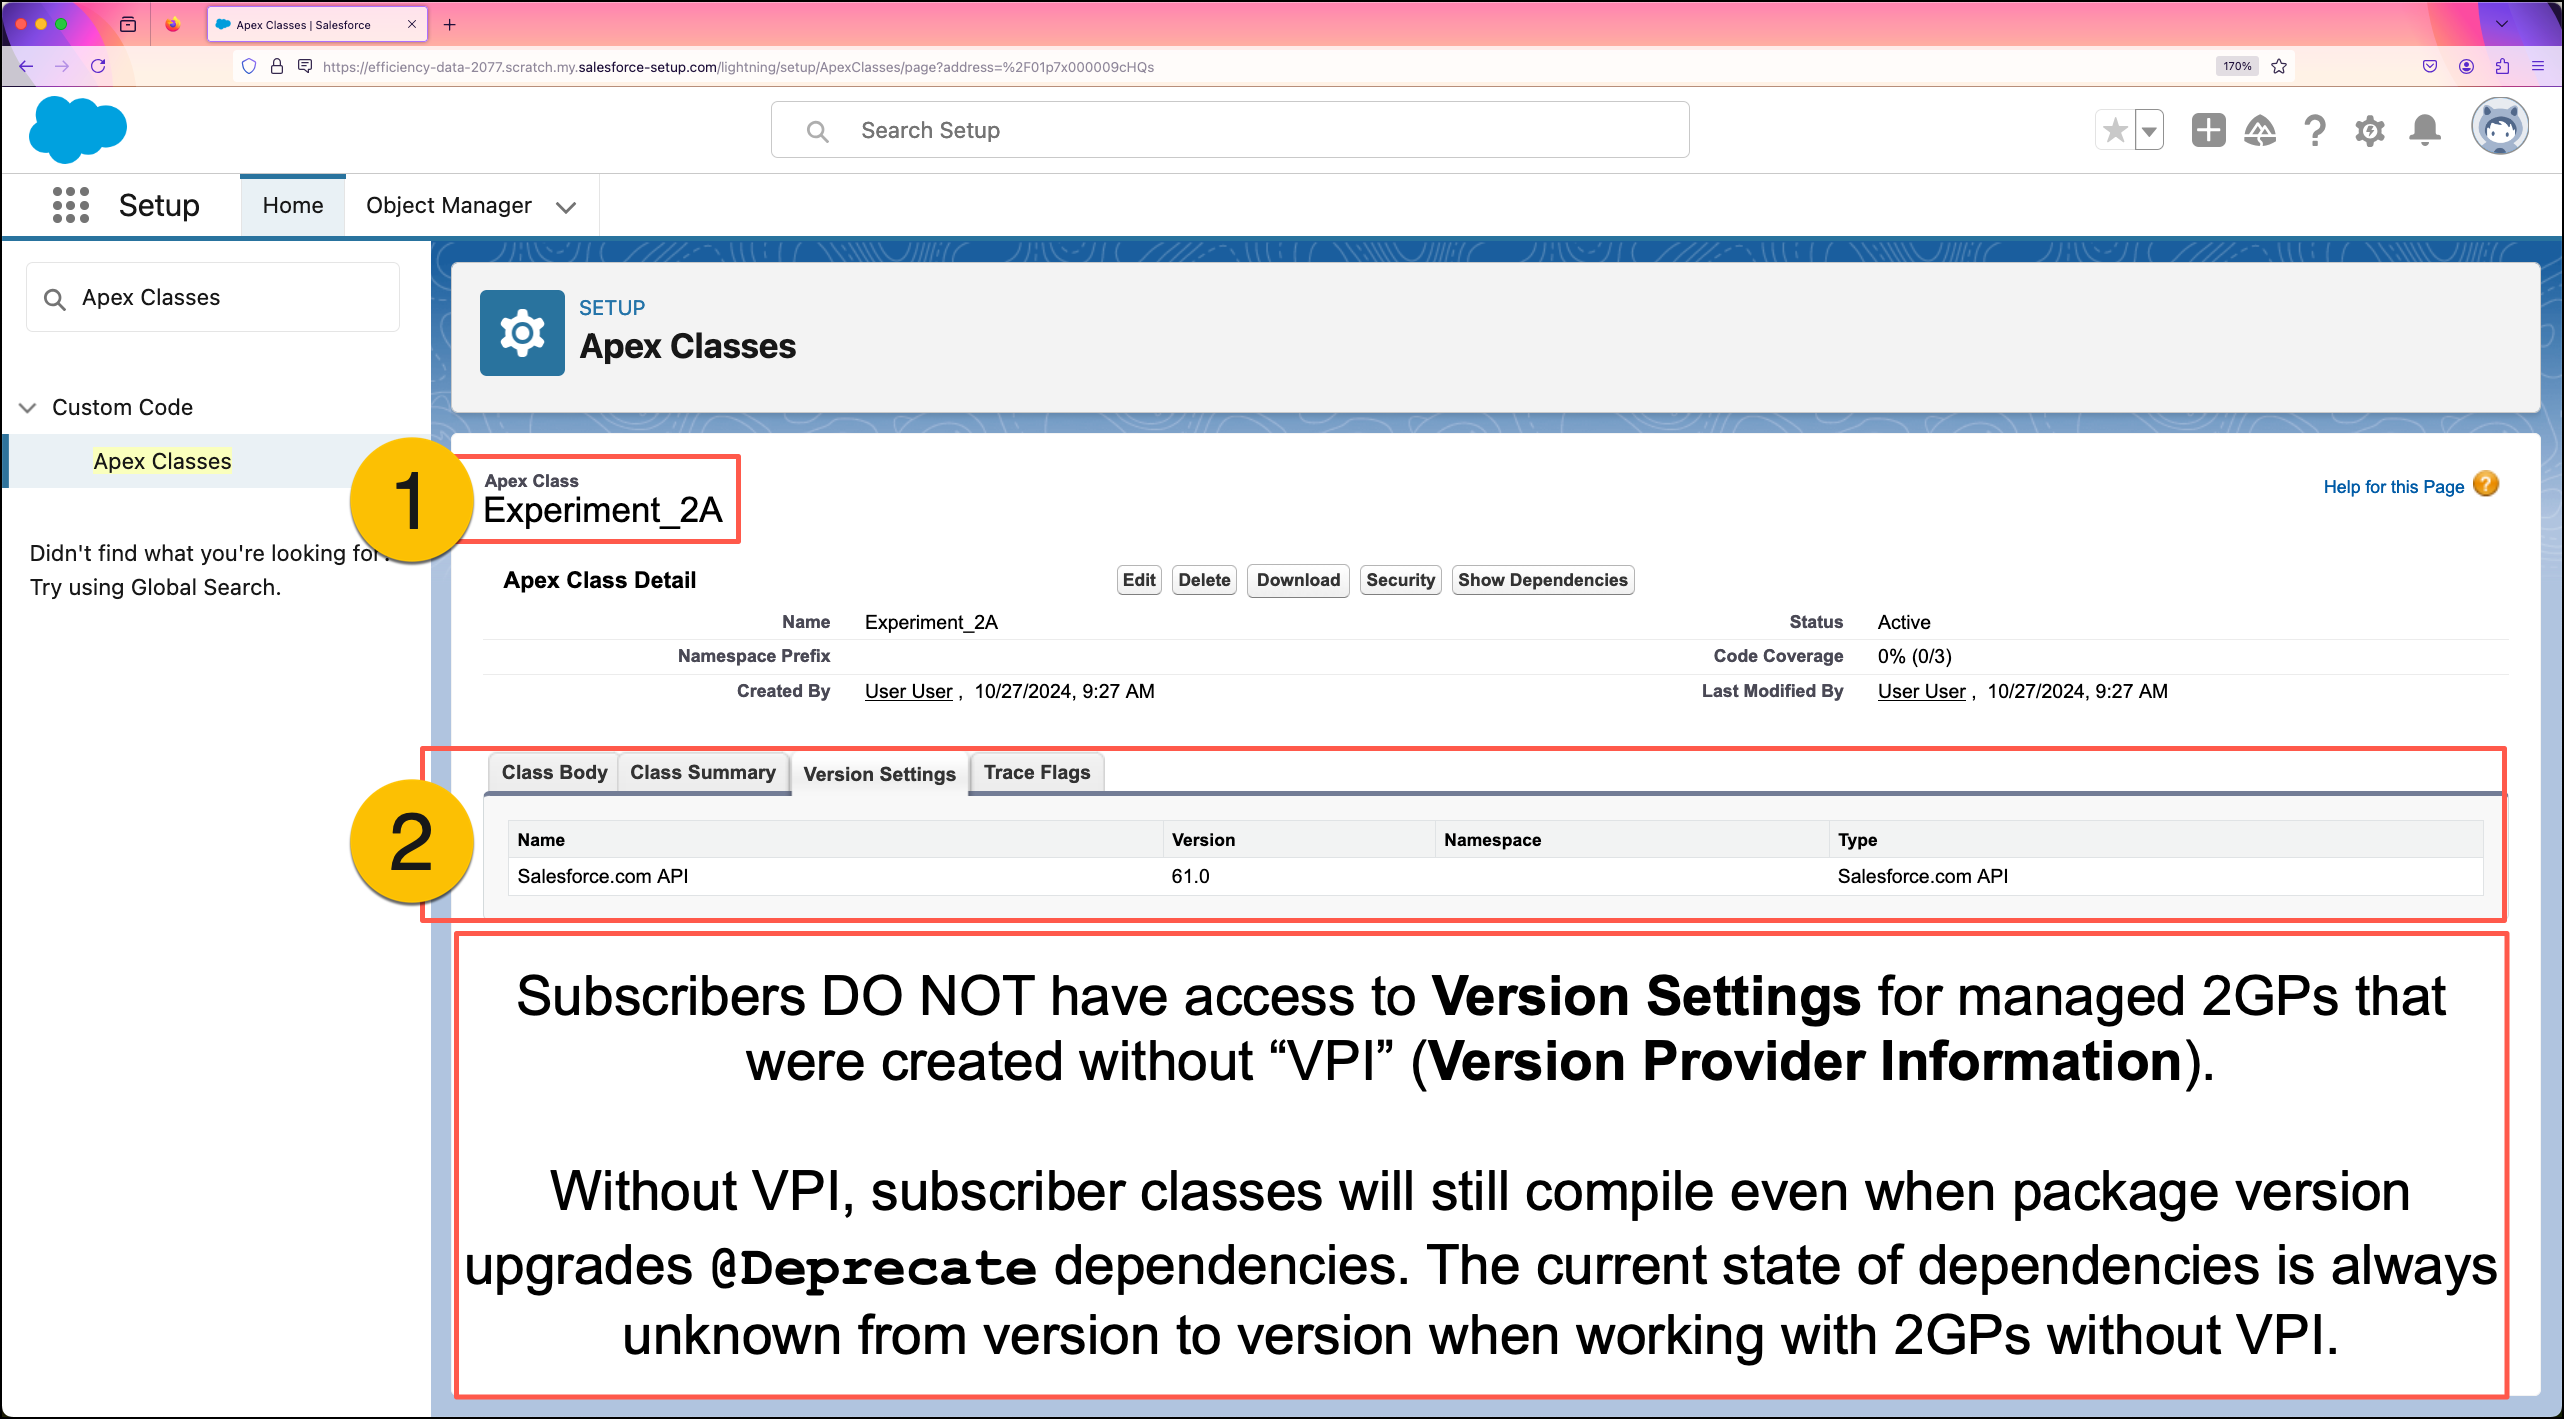 Apex Classes | Salesforce
https://efficiency-data-2077.scratch.my.salesforce-setup.com/lightning/setup/ApexClasses/page?address=%2F01p7x000009cHQs
170%
Search Setup
Setup
Home
Object Manager
Apex Classes
Custom Code
Apex Classes
Didn't find what you're looking for?
Try using Global Search.
SETUP
Apex Classes
1
Apex Class
Experiment_2A
Help for this Page
Apex Class Detail
Edit Delete Download Security Show Dependencies
Name Experiment_2A Status Active
Namespace Prefix Code Coverage 0% (0/3)
Created By User User , 10/27/2024, 9:27 AM Last Modified By User User , 10/27/2024, 9:27 AM
2
Class Body Class Summary Version Settings Trace Flags
Name Version Namespace Type
Salesforce.com API 61.0 Salesforce.com API
Subscribers DO NOT have access to Version Settings for managed 2GPs that
were created without “VPI” (Version Provider Information).
Without VPI, subscriber classes will still compile even when package version
upgrades @Deprecate dependencies. The current state of dependencies is always
unknown from version to version when working with 2GPs without VPI.